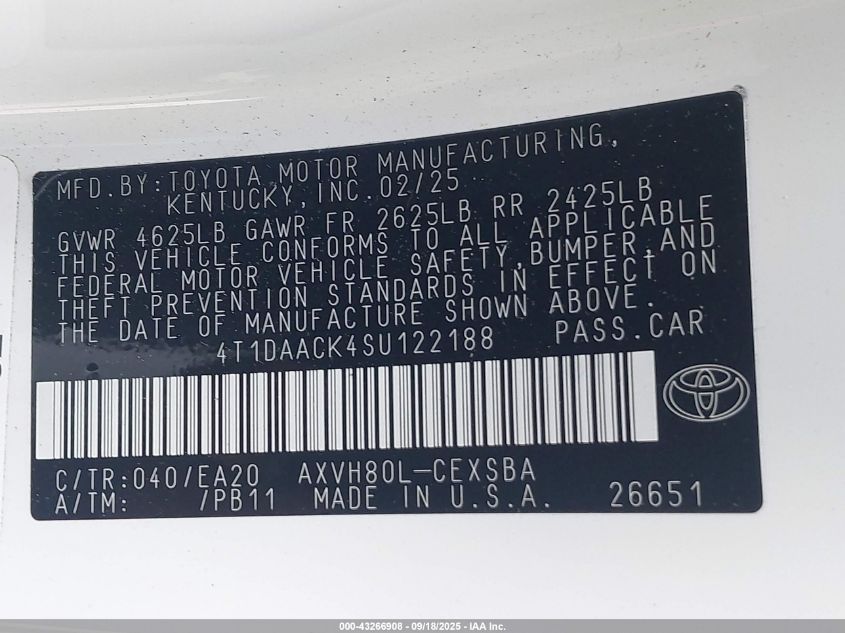 MFD. BY: TOYOTA MOTOR MANUFACTURING,
KENTUCKY, INC. 02/25
GVWR 4625LB GAWR FR 2625LB RR 2425LB
THIS VEHICLE CONFORMS TO ALL APPLICABLE
FEDERAL MOTOR VEHICLE SAFETY, BUMPER, AND
THEFT PREVENTION STANDARDS IN EFFECT ON
THE DATE OF MANUFACTURE SHOWN ABOVE.
4T1DAACK4SU122188 PASS. CAR
C/TR: 040/EA20 AXVH80L-CEXSBA
A/TM: /PB11 MADE IN U.S.A. 26651
000-43266908 - 09/18/2025 - IAA Inc.